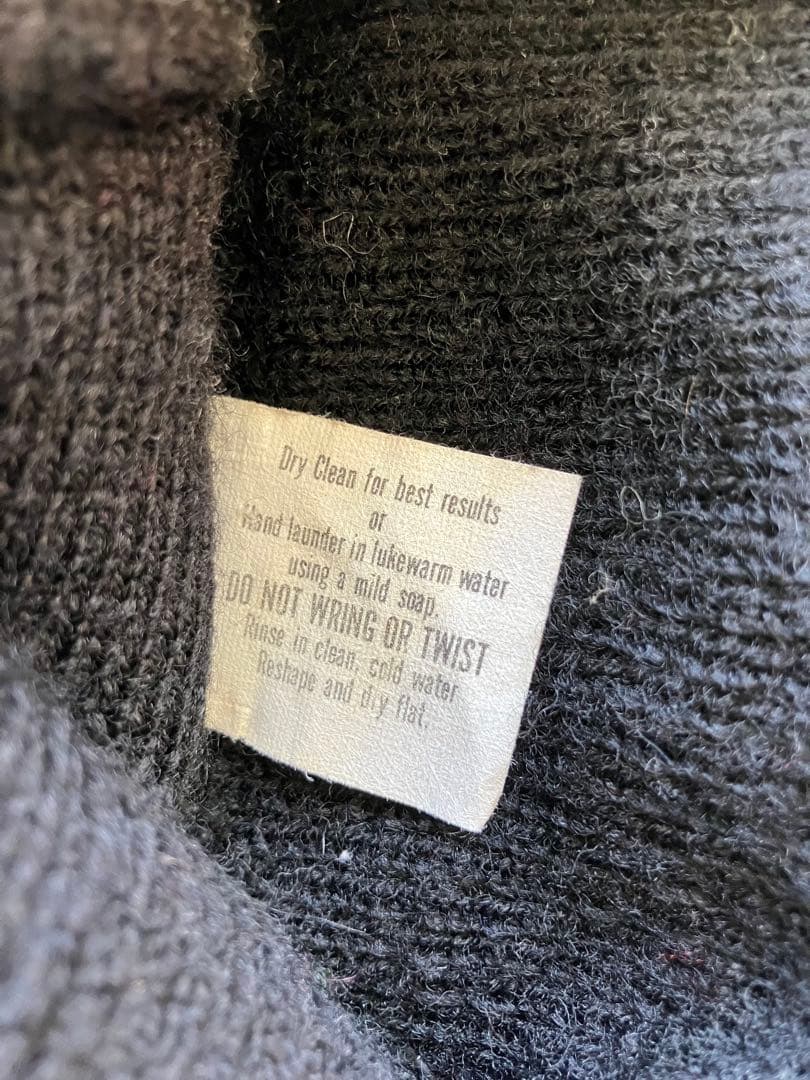 Dry Clean for best results
or
Hand launder in lukewarm water
using a mild soap.
DO NOT WRING OR TWIST
Rinse in clean, cold water
Reshape and dry flat.